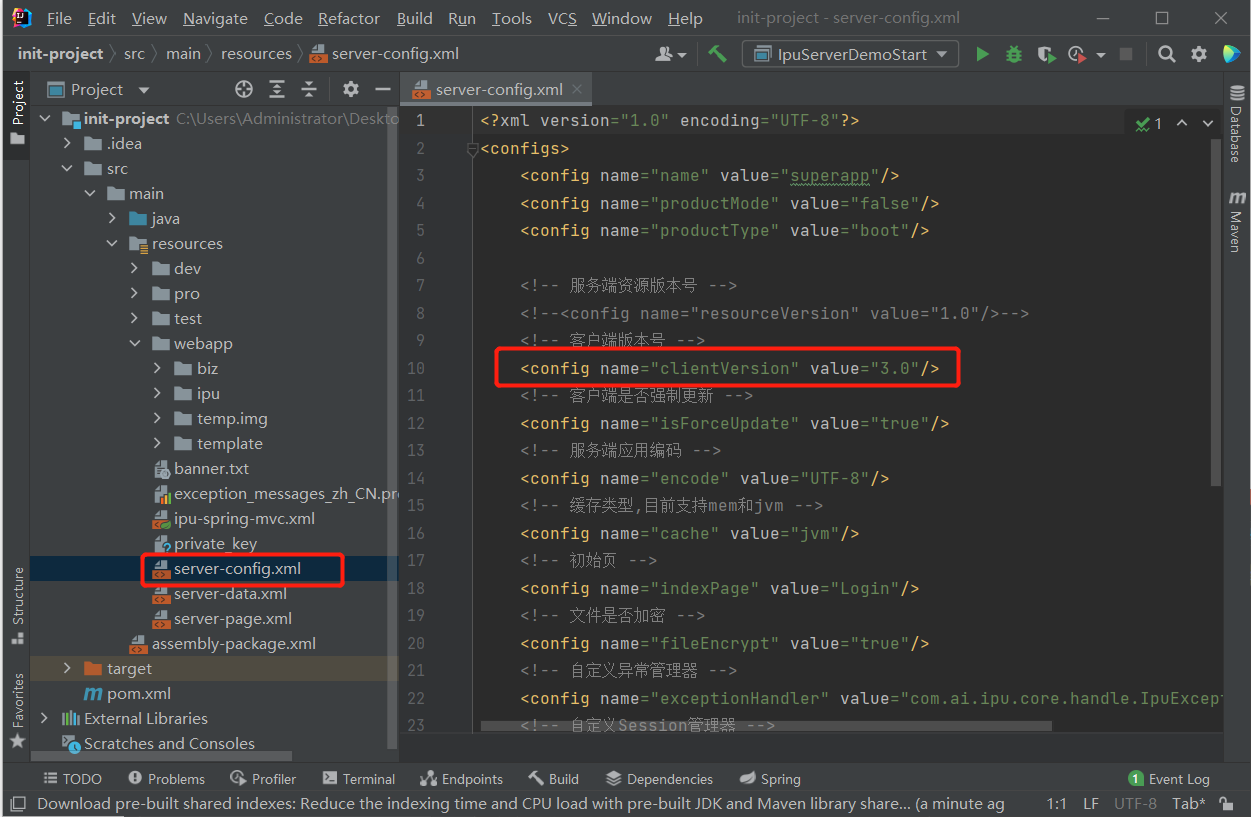 File Edit View Navigate Code Refactor Build Run Tools VCS Window Help init-project - server-config.xml
init-project src main resources server-config.xml IpuServerDemoStart
Project
Project
server-config.xml
init-project C:\Users\Administrator\Deskto
.idea
src
main
java
resources
dev
pro
test
webapp
biz
ipu
temp.img
template
banner.txt
exception_messages_zh_CN.pr
ipu-spring-mvc.xml
private_key
server-config.xml
server-data.xml
server-page.xml
assembly-package.xml
target
pom.xml
External Libraries
Scratches and Consoles
Structure
Favorites
1 <?xml version="1.0" encoding="UTF-8"?>
2 <configs>
3 <config name="name" value="superapp"/>
4 <config name="productMode" value="false"/>
5 <config name="productType" value="boot"/>
6
7 <!-- 服务端资源版本号 -->
8 <!--<config name="resourceVersion" value="1.0"/>-->
9 <!-- 客户端版本号 -->
10 <config name="clientVersion" value="3.0"/>
11 <!-- 客户端是否强制更新 -->
12 <config name="isForceUpdate" value="true"/>
13 <!-- 服务端应用编码 -->
14 <config name="encode" value="UTF-8"/>
15 <!-- 缓存类型,目前支持mem和jvm -->
16 <config name="cache" value="jvm"/>
17 <!-- 初始页 -->
18 <config name="indexPage" value="Login"/>
19 <!-- 文件是否加密 -->
20 <config name="fileEncrypt" value="true"/>
21 <!-- 自定义异常管理器 -->
22 <config name="exceptionHandler" value="com.ai.ipu.core.handle.IpuExcept
23 <!-- 自定义Session管理器 -->
1
Database
Maven
TODO Problems Profiler Terminal Endpoints Build Dependencies Spring 1 Event Log
Download pre-built shared indexes: Reduce the indexing time and CPU load with pre-built JDK and Maven library share... (a minute ag 1:1 LF UTF-8 Tab*